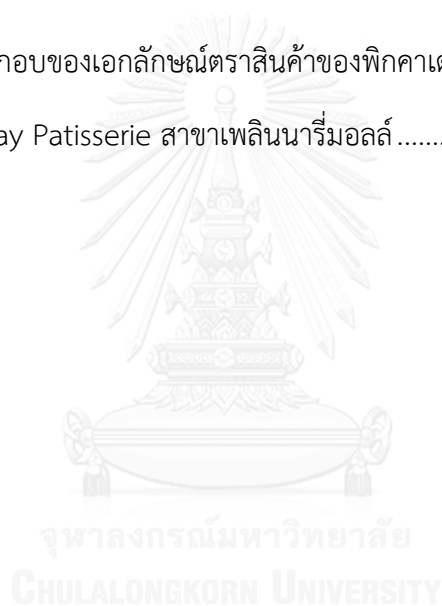 กอบของเอกลักษณ์ตราสินค้าของพิกคาเด
ay Patisserie สาขาเพลินนารี่มอลล์ .......
จุฬาลงกรณ์มหาวิทยาลัย
CHULALONGKORN UNIVERSITY